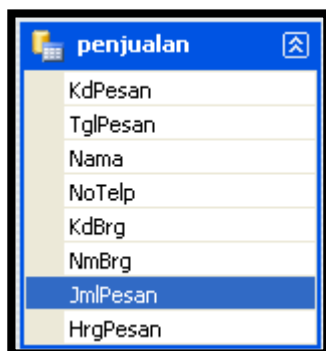 penjualan
KdPesan
TglPesan
Nama
NoTelp
KdBrg
NmBrg
JmlPesan
HrgPesan